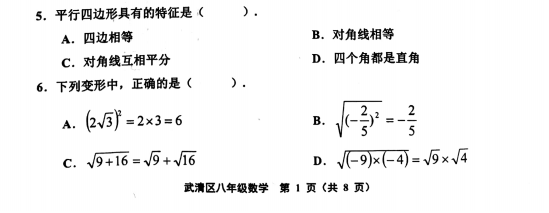 5．平行四边形具有的特征是（　　）．
A．四边相等　　B．对角线相等
C．对角线互相平分　　D．四个角都是直角
6．下列变形中，正确的是（　　）．
A．(2√3)² = 2×3 = 6　　B．√((-2/5)²) = -2/5
C．√(9+16) = √9 + √16　　D．√((-9)×(-4)) = √9 × √4
武清区八年级数学　第 1 页（共 8 页）